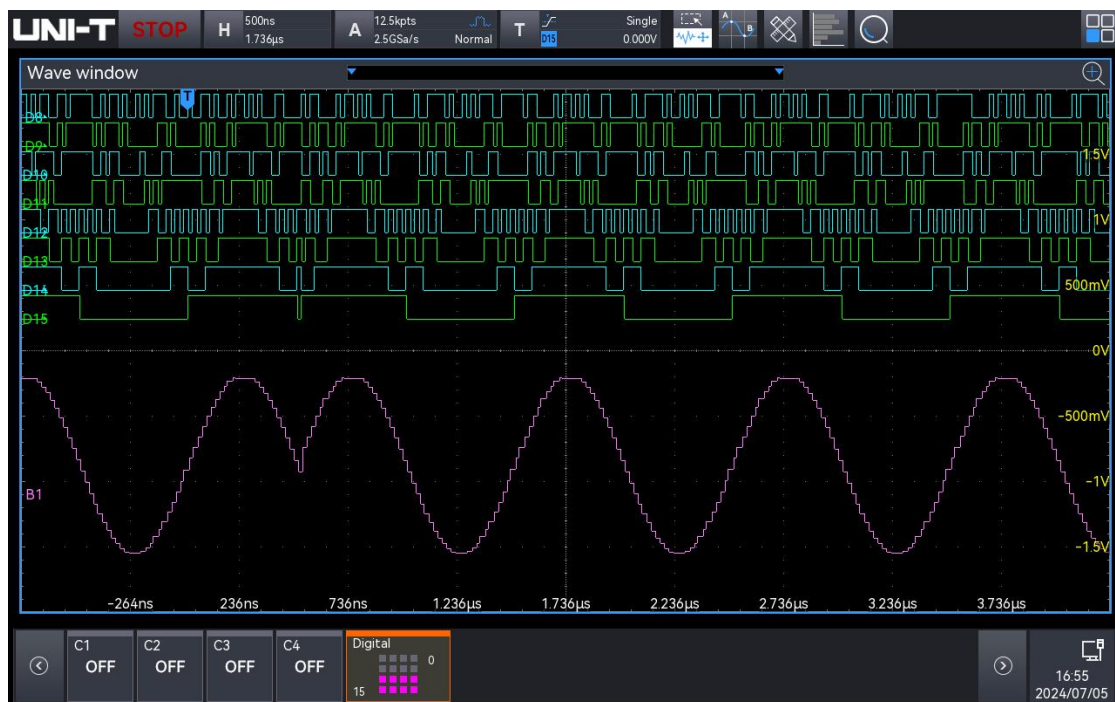 UNI-T STOP H 500ns A 12.5kpts T Single
1.736μs 2.5GSa/s Normal D15 0.000V
A B
Wave window
T
D8
D9
1.5V
D10
D11
1V
D12
D13
500mV
D14
D15
0V
-500mV
B1
-1V
-1.5V
-264ns 236ns 736ns 1.236μs 1.736μs 2.236μs 2.736μs 3.236μs 3.736μs
C1 C2 C3 C4 Digital
OFF OFF OFF OFF 0
15
16:55
2024/07/05